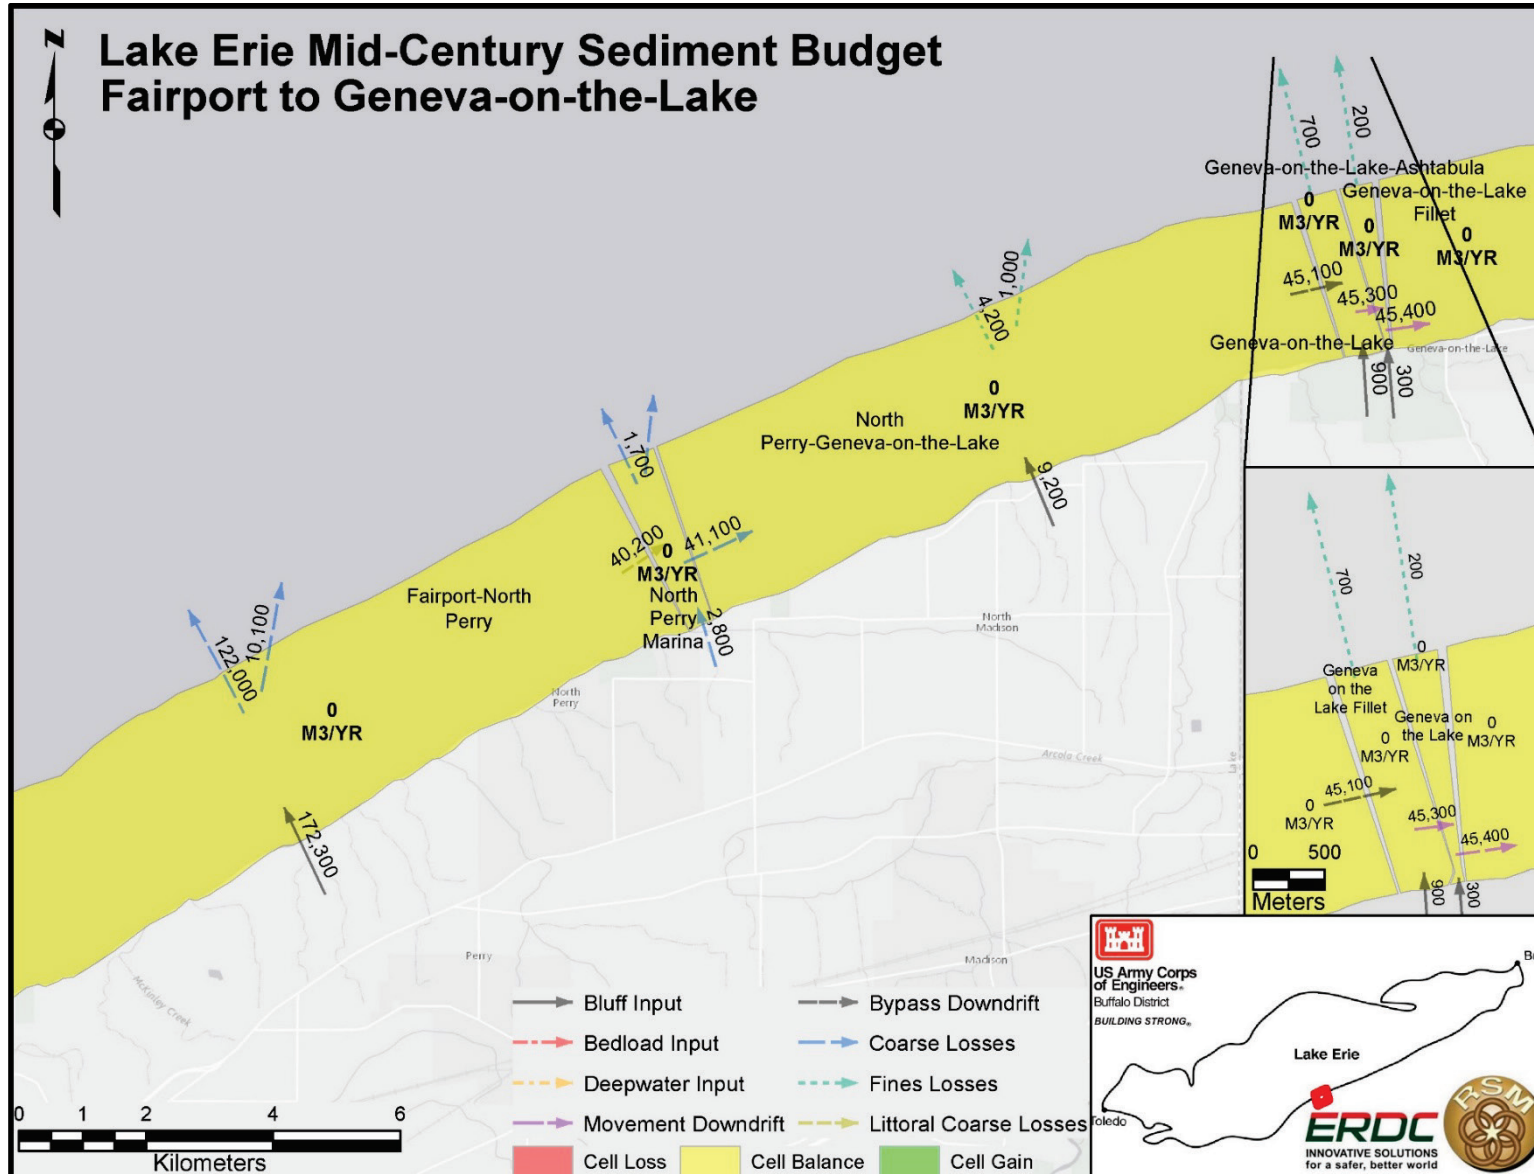 N
Lake Erie Mid-Century Sediment Budget
Fairport to Geneva-on-the-Lake
700
200
Geneva-on-the-Lake-Ashtabula
Geneva-on-the-Lake
Fillet
0
M3/YR
0
M3/YR
0
M3/YR
45,100
45,300
45,400
Geneva-on-the-Lake
Geneva-on-the-Lake
900
300
4,200
1,000
0
M3/YR
North
Perry-Geneva-on-the-Lake
9,200
1,700
40,200
0
M3/YR
41,100
North
Perry
Marina
2,800
Fairport-North
Perry
122,000
10,100
0
M3/YR
172,300
North
Madison
North
Perry
Arcola Creek
Lake
Perry
Madison
McKinley Creek
700
200
0
M3/YR
Geneva
on the
Lake Fillet
Geneva on
the Lake
0
M3/YR
0
M3/YR
45,100
0
M3/YR
45,300
45,400
900
300
0 500
Meters
Bluff Input
Bypass Downdrift
Bedload Input
Coarse Losses
Deepwater Input
Fines Losses
Movement Downdrift
Littoral Coarse Losses
Cell Loss
Cell Balance
Cell Gain
0 1 2 4 6
Kilometers
US Army Corps
of Engineers®
Buffalo District
BUILDING STRONG®
Lake Erie
Bu
Toledo
ERDC
INNOVATIVE SOLUTIONS
for a safer, better world
RSM